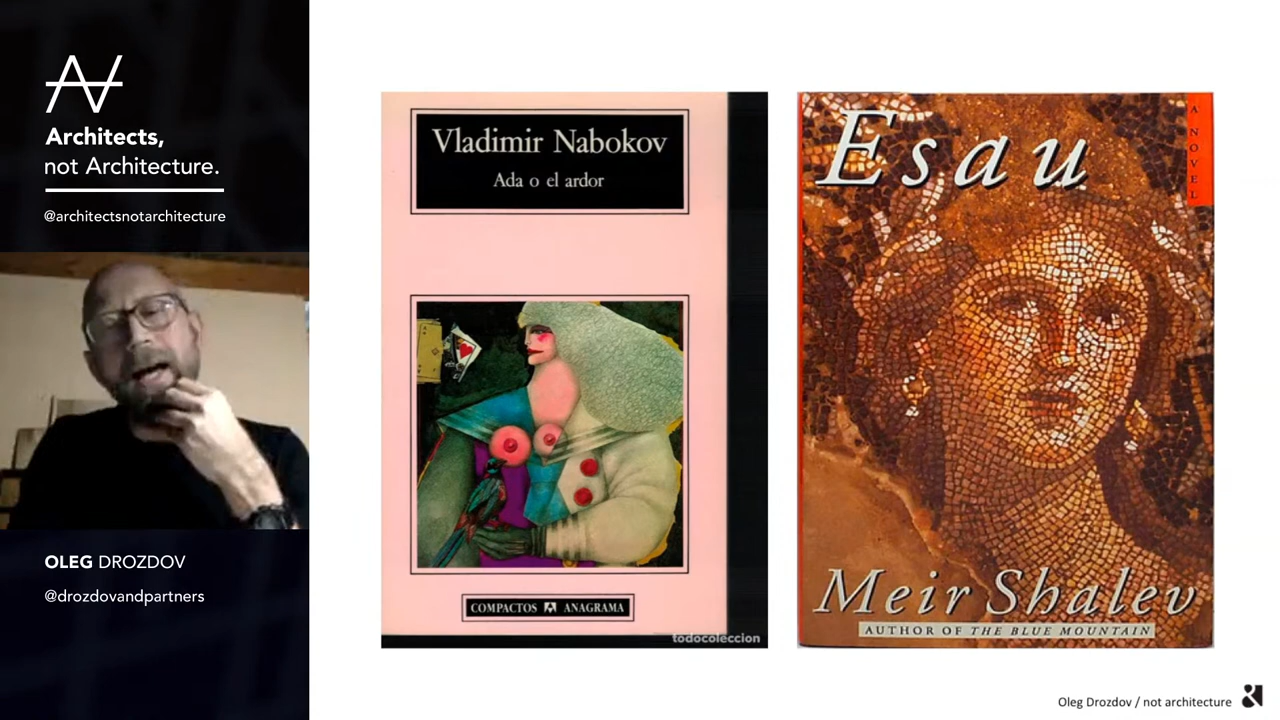 Architects,
not Architecture.
@architectsnotarchitecture
OLEG DROZDOV
@drozdovandpartners
Vladimir Nabokov
Ada o el ardor
COMPACTOS ANAGRAMA
todocoleccion
Esau
A NOVEL
Meir Shalev
AUTHOR OF THE BLUE MOUNTAIN
Oleg Drozdov / not architecture &